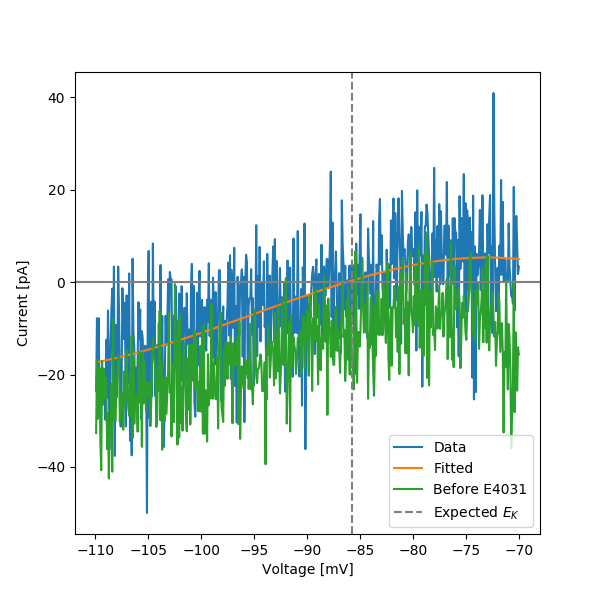 40
20
0
−20
−40
Current [pA]
Data
Fitted
Before E4031
Expected E_K
−110
−105
−100
−95
−90
−85
−80
−75
−70
Voltage [mV]